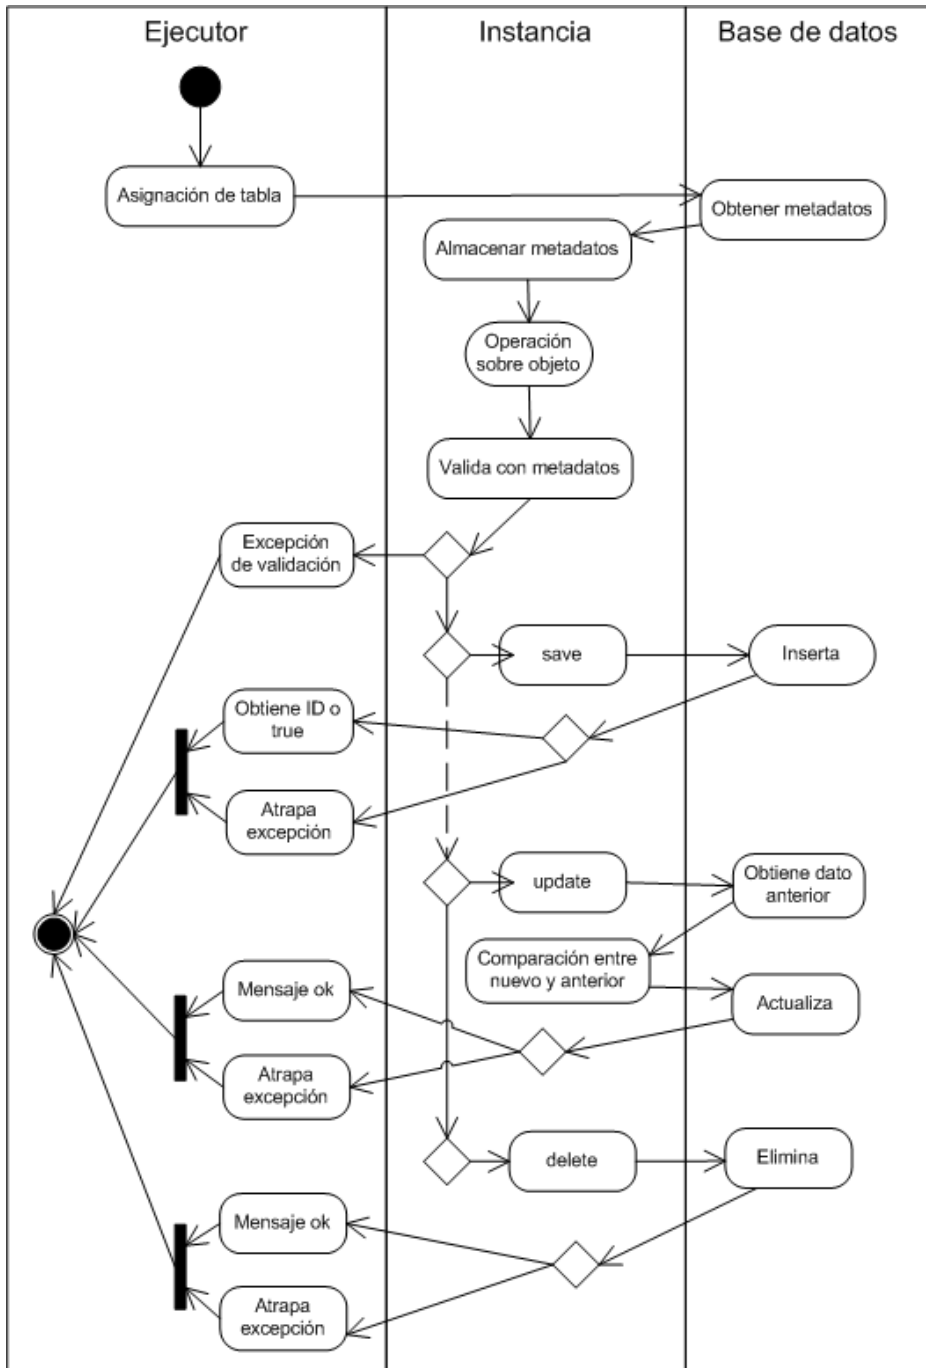 Ejecutor
Instancia
Base de datos
Asignación de tabla
Obtener metadatos
Almacenar metadatos
Operación
sobre objeto
Valida con metadatos
Excepción
de validación
save
Inserta
Obtiene ID o
true
Atrapa
excepción
update
Obtiene dato
anterior
Comparación entre
nuevo y anterior
Actualiza
Mensaje ok
Atrapa
excepción
delete
Elimina
Mensaje ok
Atrapa
excepción